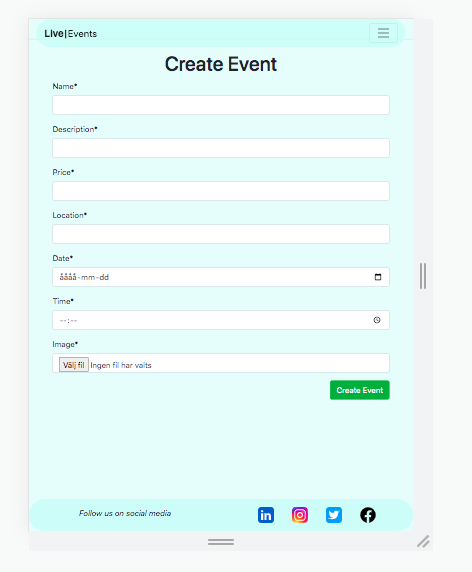 Live|Events
Create Event
Name*
Description*
Price*
Location*
Date*
åååå-mm-dd
Time*
--:--
Image*
Välj fil Ingen fil har valts
Create Event
Follow us on social media in